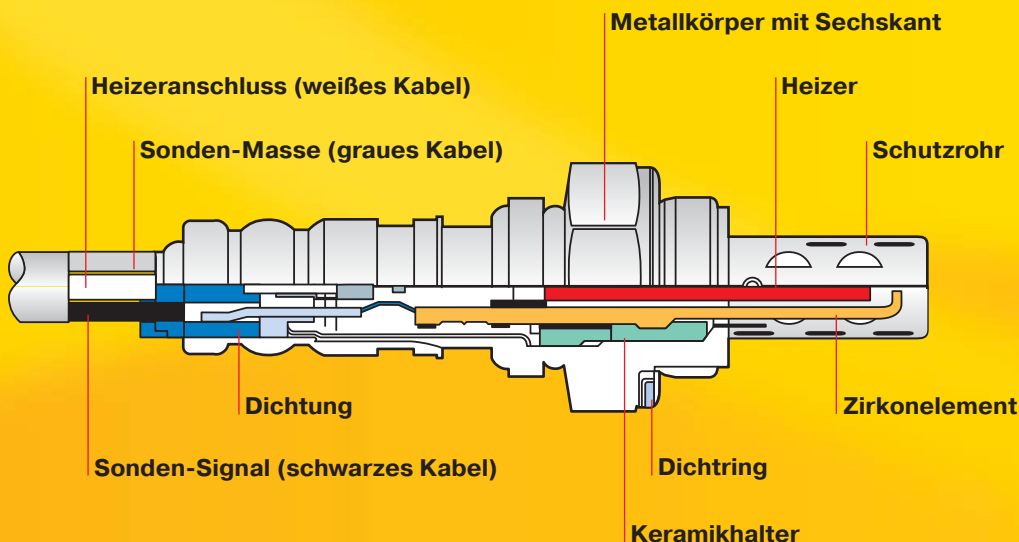 Metallkörper mit Sechskant
Heizeranschluss (weißes Kabel)
Heizer
Sonden-Masse (graues Kabel)
Schutzrohr
Dichtung
Zirkonelement
Sonden-Signal (schwarzes Kabel)
Dichtring
Keramikhalter